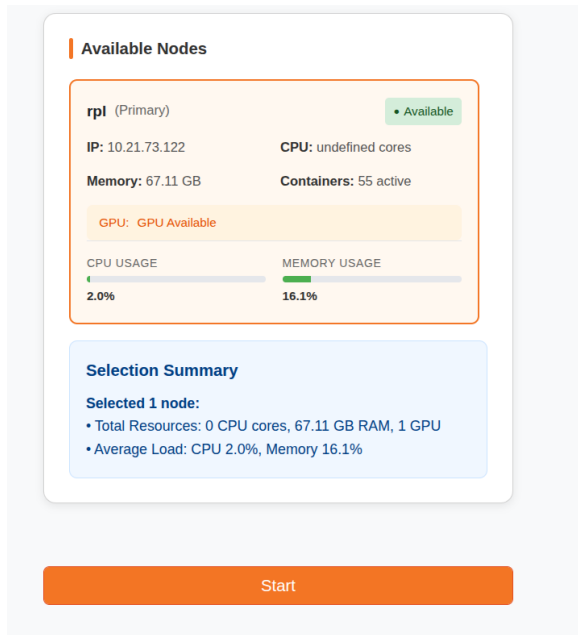 Available Nodes
rpl (Primary)
• Available
IP: 10.21.73.122
CPU: undefined cores
Memory: 67.11 GB
Containers: 55 active
GPU: GPU Available
CPU USAGE
MEMORY USAGE
2.0%
16.1%
Selection Summary
Selected 1 node:
• Total Resources: 0 CPU cores, 67.11 GB RAM, 1 GPU
• Average Load: CPU 2.0%, Memory 16.1%
Start